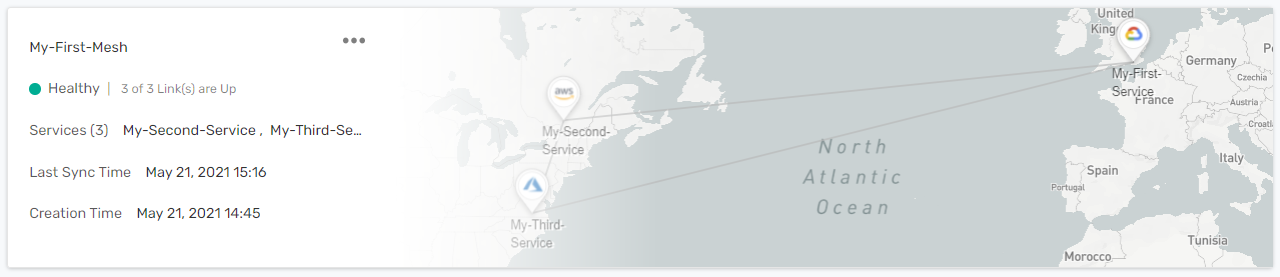 My-First-Mesh
Healthy | 3 of 3 Link(s) are Up
Services (3) My-Second-Service , My-Third-Se...
Last Sync Time May 21, 2021 15:16
Creation Time May 21, 2021 14:45
aws
My-Second-
Service
My-Third-
Service
United
King
My-First-
Service
Germany
Czechia
France
Austria
Croati
Italy
Spain
Portugal
Tunisia
Morocco
North
Atlantic
Ocean